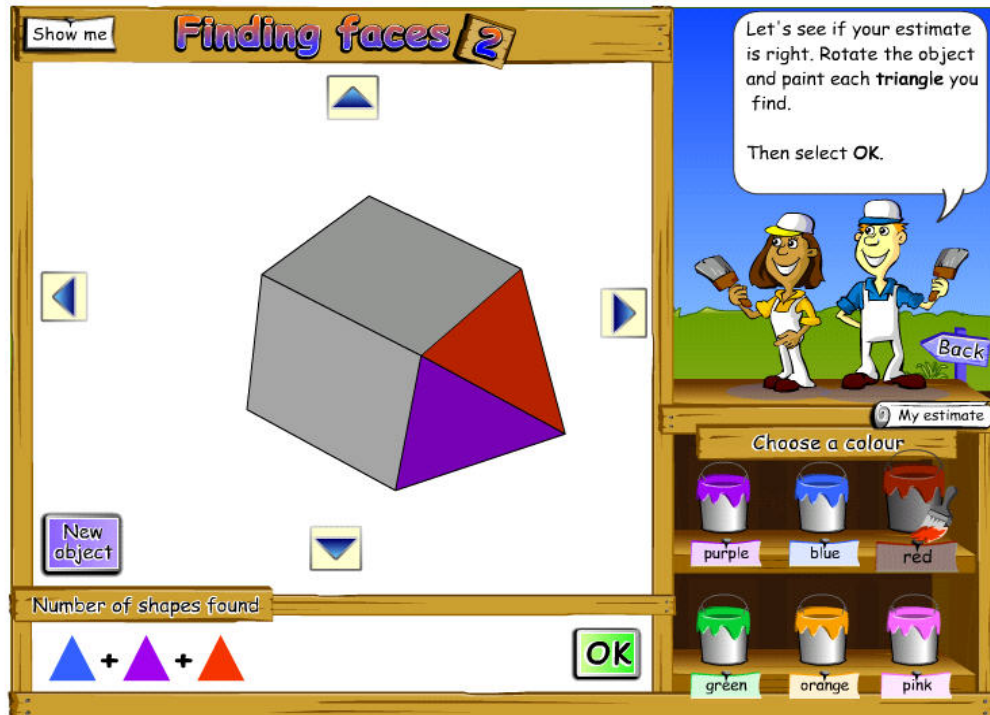 Show me
Finding faces 2
Let's see if your estimate
is right. Rotate the object
and paint each triangle you
find.
Then select OK.
Back
My estimate
Choose a colour
purple
blue
red
green
orange
pink
New
object
Number of shapes found
+ +
OK